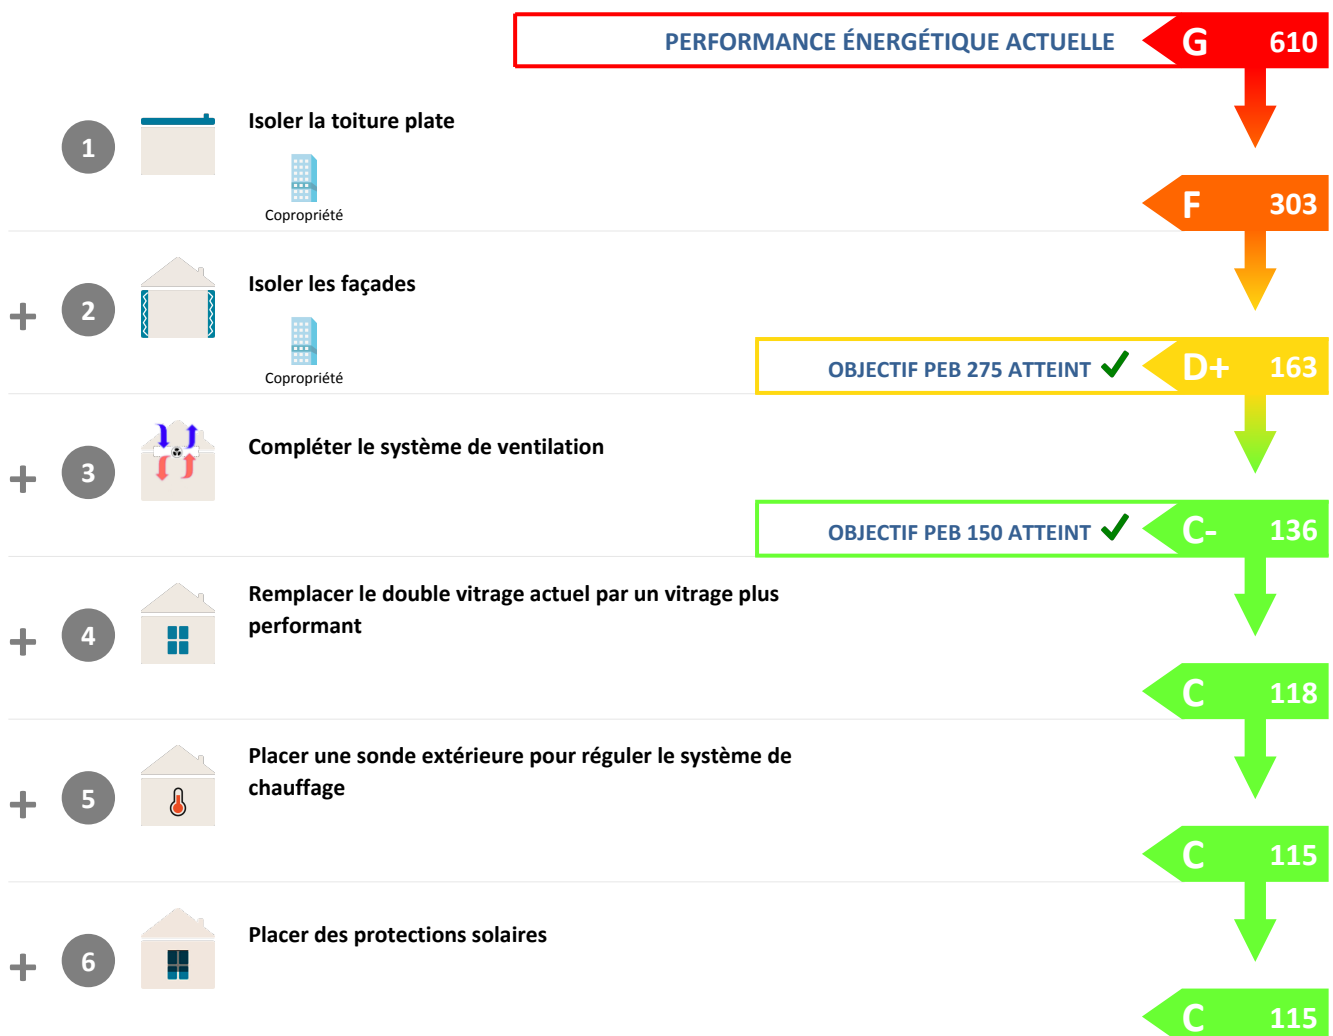 PERFORMANCE ÉNERGÉTIQUE ACTUELLE G 610
1 Isoler la toiture plate
Copropriété
F 303
+ 2 Isoler les façades
Copropriété
OBJECTIF PEB 275 ATTEINT ✓ D+ 163
+ 3 Compléter le système de ventilation
OBJECTIF PEB 150 ATTEINT ✓ C- 136
+ 4 Remplacer le double vitrage actuel par un vitrage plus
performant
C 118
+ 5 Placer une sonde extérieure pour réguler le système de
chauffage
C 115
+ 6 Placer des protections solaires
C 115